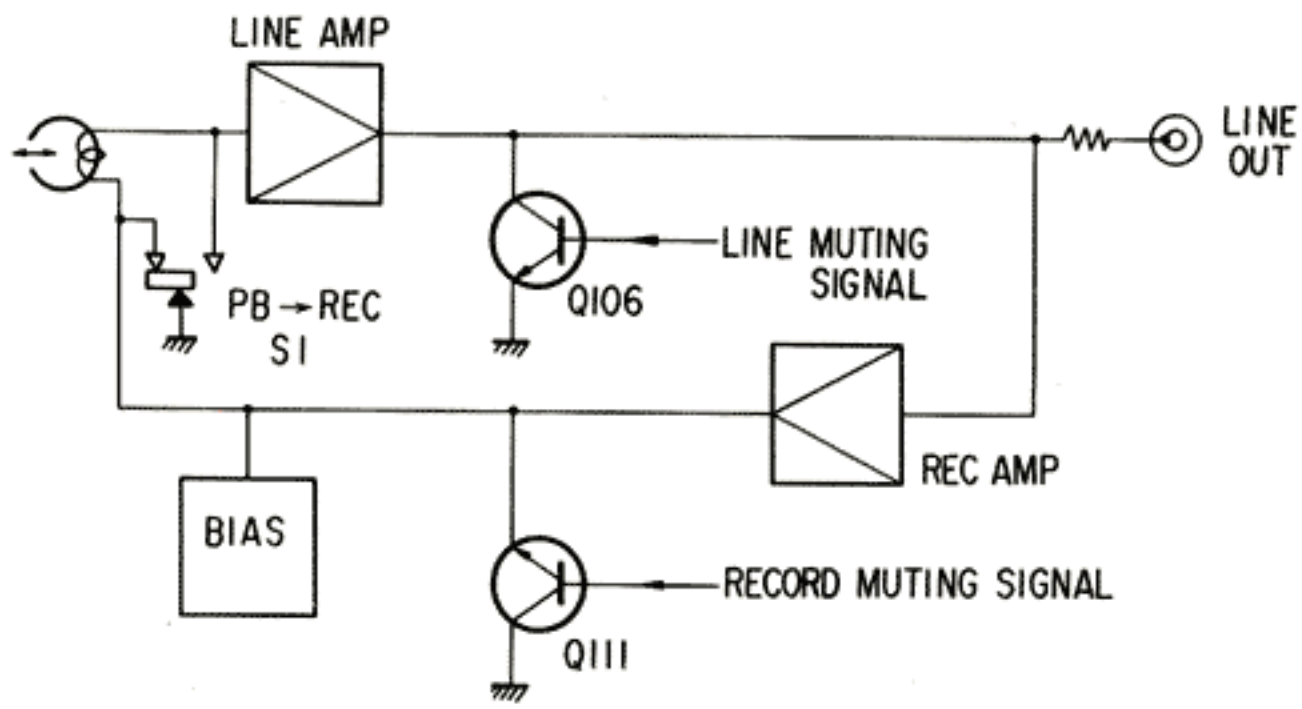 LINE AMP
LINE
OUT
LINE MUTING
SIGNAL
Q106
PB → REC
S1
REC AMP
BIAS
RECORD MUTING SIGNAL
Q111